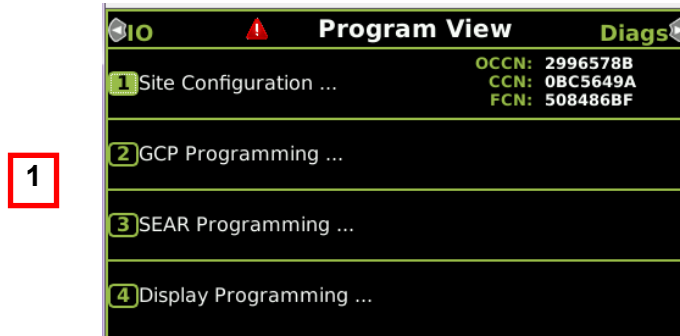 IO Program View Diags
1 Site Configuration ...
OCCN: 2996578B
CCN: 0BC5649A
FCN: 508486BF
2 GCP Programming ...
1
3 SEAR Programming ...
4 Display Programming ...